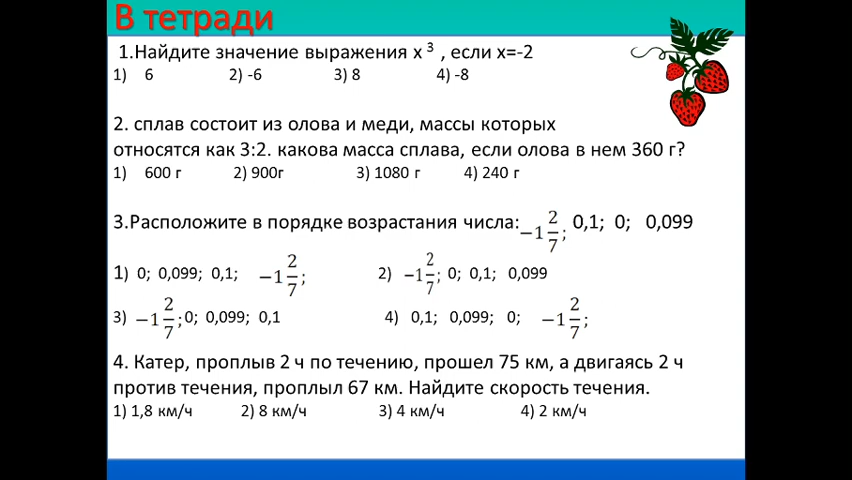 В тетради
1.Найдите значение выражения х ³ , если х=-2
1) 6 2) -6 3) 8 4) -8
2. сплав состоит из олова и меди, массы которых
относятся как 3:2. какова масса сплава, если олова в нем 360 г?
1) 600 г 2) 900г 3) 1080 г 4) 240 г
3.Расположите в порядке возрастания числа: −1 2/7; 0,1; 0; 0,099
1) 0; 0,099; 0,1; −1 2/7; 2) −1 2/7; 0; 0,1; 0,099
3) −1 2/7; 0; 0,099; 0,1 4) 0,1; 0,099; 0; −1 2/7;
4. Катер, проплыв 2 ч по течению, прошел 75 км, а двигаясь 2 ч
против течения, проплыл 67 км. Найдите скорость течения.
1) 1,8 км/ч 2) 8 км/ч 3) 4 км/ч 4) 2 км/ч